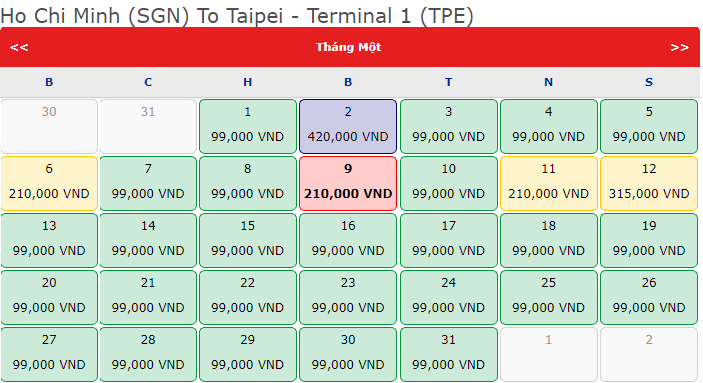 Ho Chi Minh (SGN) To Taipei - Terminal 1 (TPE)
<< Tháng Một >>
B C H B T N S
30 31 1 2 3 4 5
99,000 VND 420,000 VND 99,000 VND 99,000 VND 99,000 VND
6 7 8 9 10 11 12
210,000 VND 99,000 VND 99,000 VND 210,000 VND 99,000 VND 210,000 VND 315,000 VND
13 14 15 16 17 18 19
99,000 VND 99,000 VND 99,000 VND 99,000 VND 99,000 VND 99,000 VND 99,000 VND
20 21 22 23 24 25 26
99,000 VND 99,000 VND 99,000 VND 99,000 VND 99,000 VND 99,000 VND 99,000 VND
27 28 29 30 31 1 2
99,000 VND 99,000 VND 99,000 VND 99,000 VND 99,000 VND